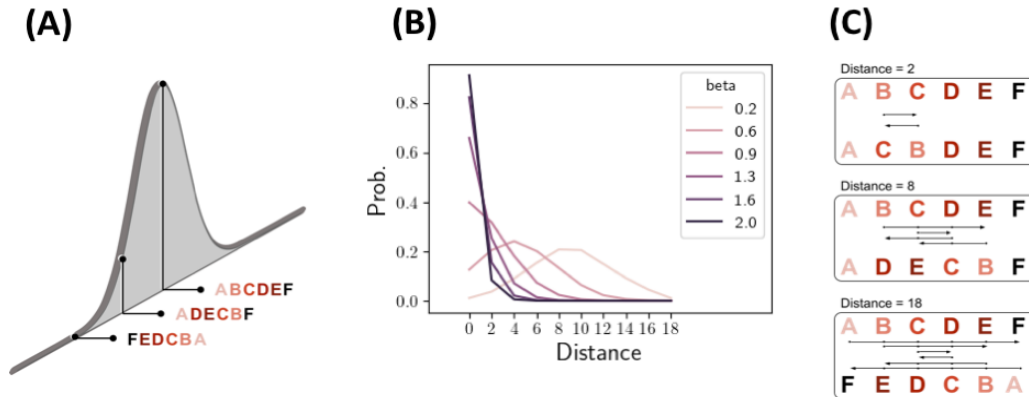 (A)
ABCDEF
ADECBF
FEDCBA
(B)
Prob.
0.8
0.6
0.4
0.2
0.0
beta
0.2
0.6
0.9
1.3
1.6
2.0
0 2 4 6 8 10 12 14 16 18
Distance
(C)
Distance = 2
A B C D E F
A C B D E F
Distance = 8
A B C D E F
A D E C B F
Distance = 18
A B C D E F
F E D C B A